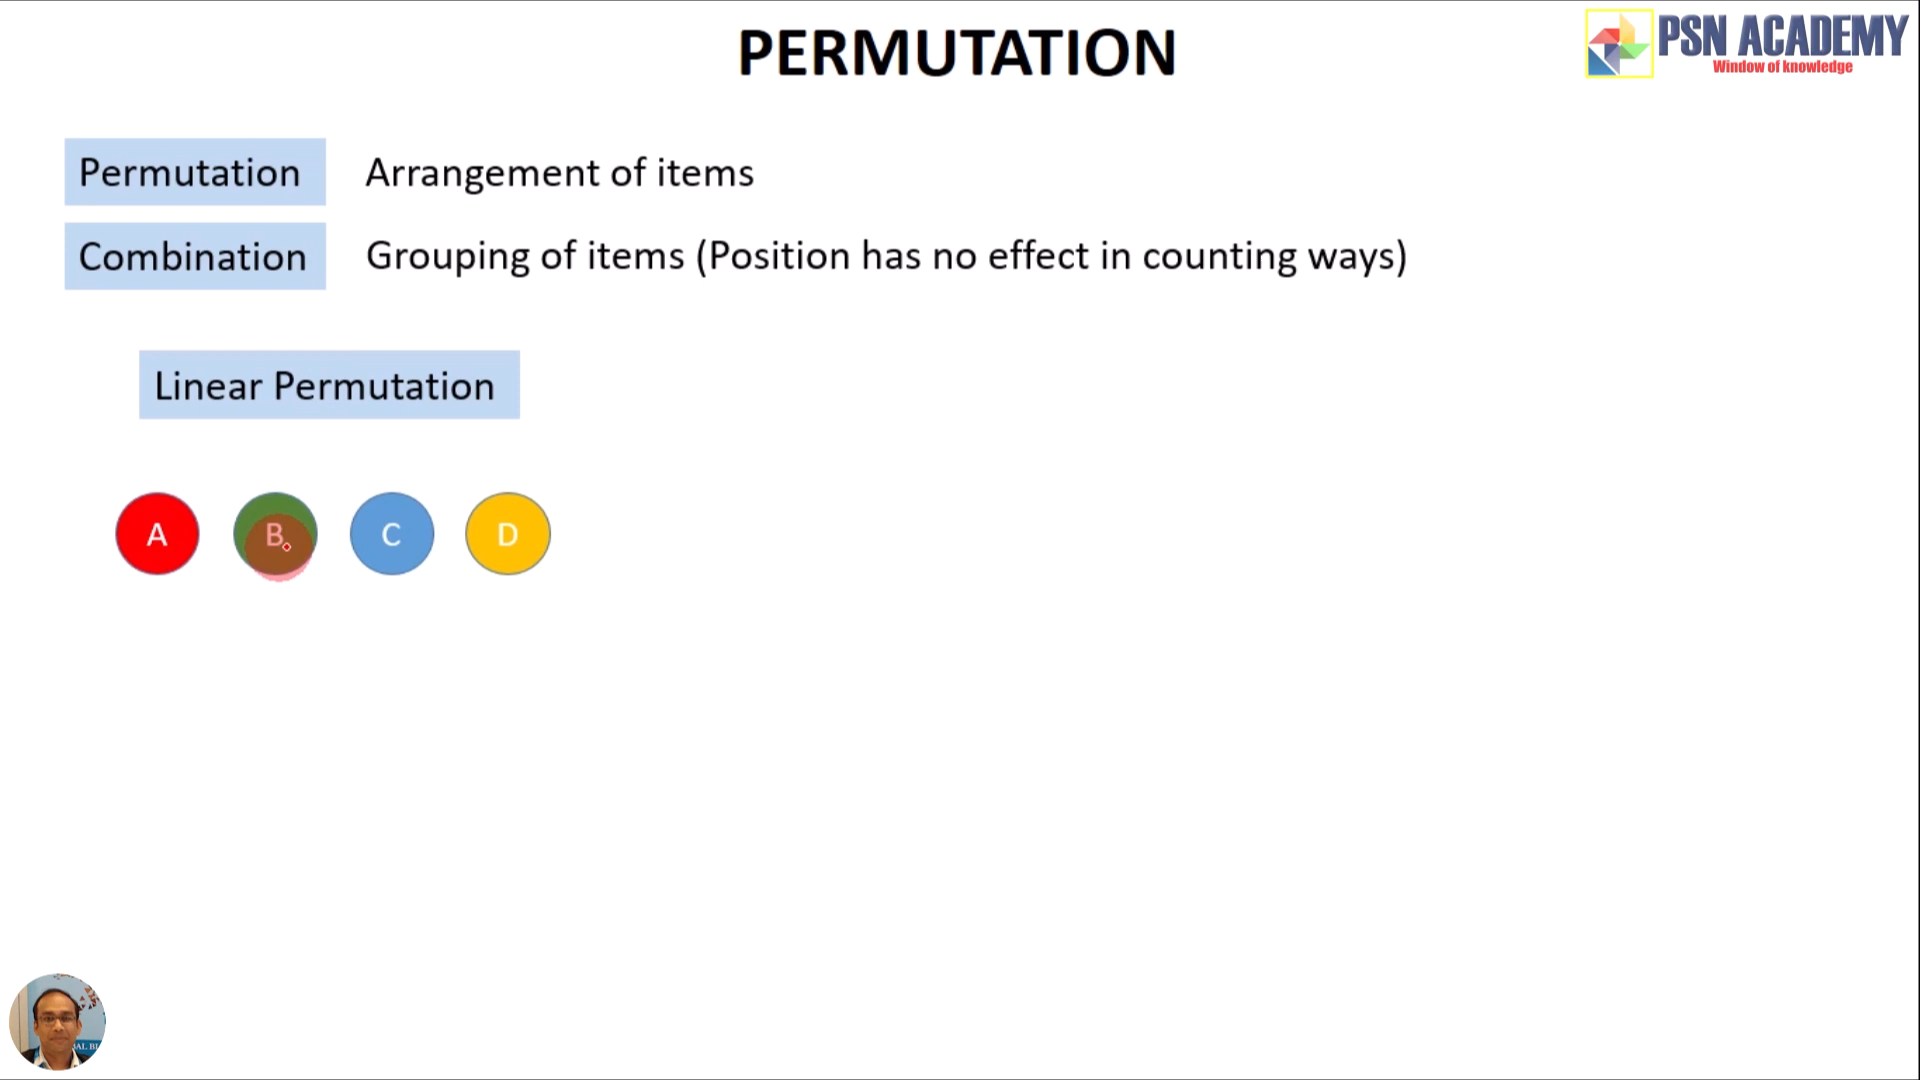 PERMUTATION
PSN ACADEMY
Window of knowledge
Permutation Arrangement of items
Combination Grouping of items (Position has no effect in counting ways)
Linear Permutation
A B C D